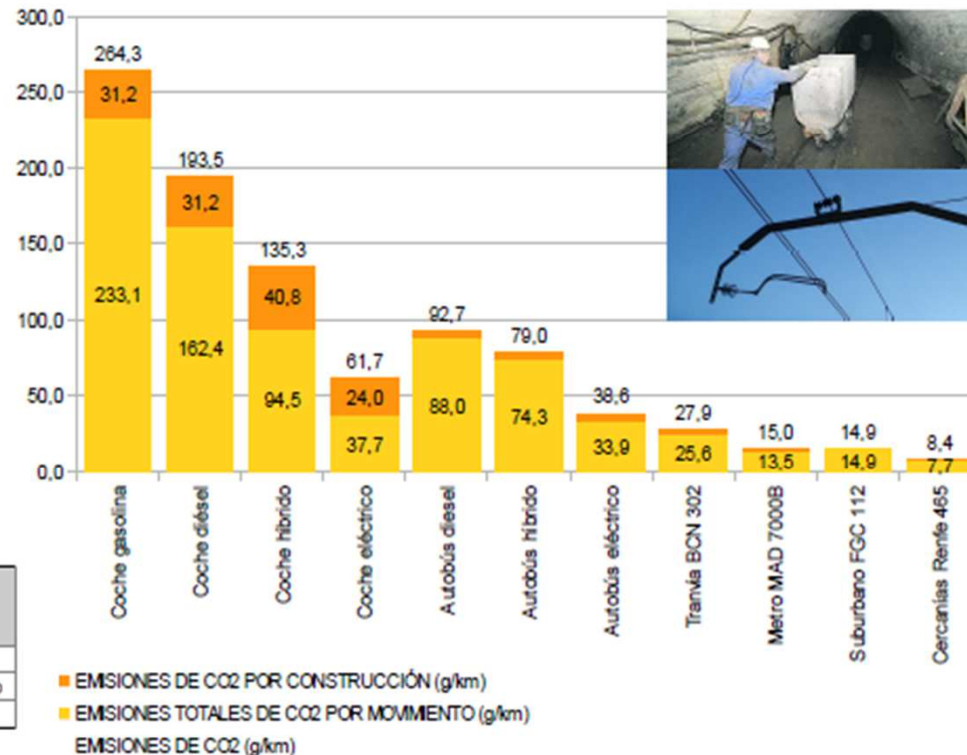 300,0
250,0
200,0
150,0
100,0
50,0
0,0
264,3
31,2
233,1
193,5
31,2
162,4
135,3
40,8
94,5
61,7
24,0
37,7
92,7
88,0
79,0
74,3
38,6
33,9
27,9
25,6
15,0
13,5
14,9
14,9
8,4
7,7
Coche gasolina
Coche diésel
Coche híbrido
Coche eléctrico
Autobús diesel
Autobús híbrido
Autobús eléctrico
Tranvía BCN 302
Metro MAD 7000B
Suburbano FGC 112
Cercanías Renfe 465
EMISIONES DE CO2 POR CONSTRUCCIÓN (g/km)
EMISIONES TOTALES DE CO2 POR MOVIMIENTO (g/km)
EMISIONES DE CO2 (g/km)